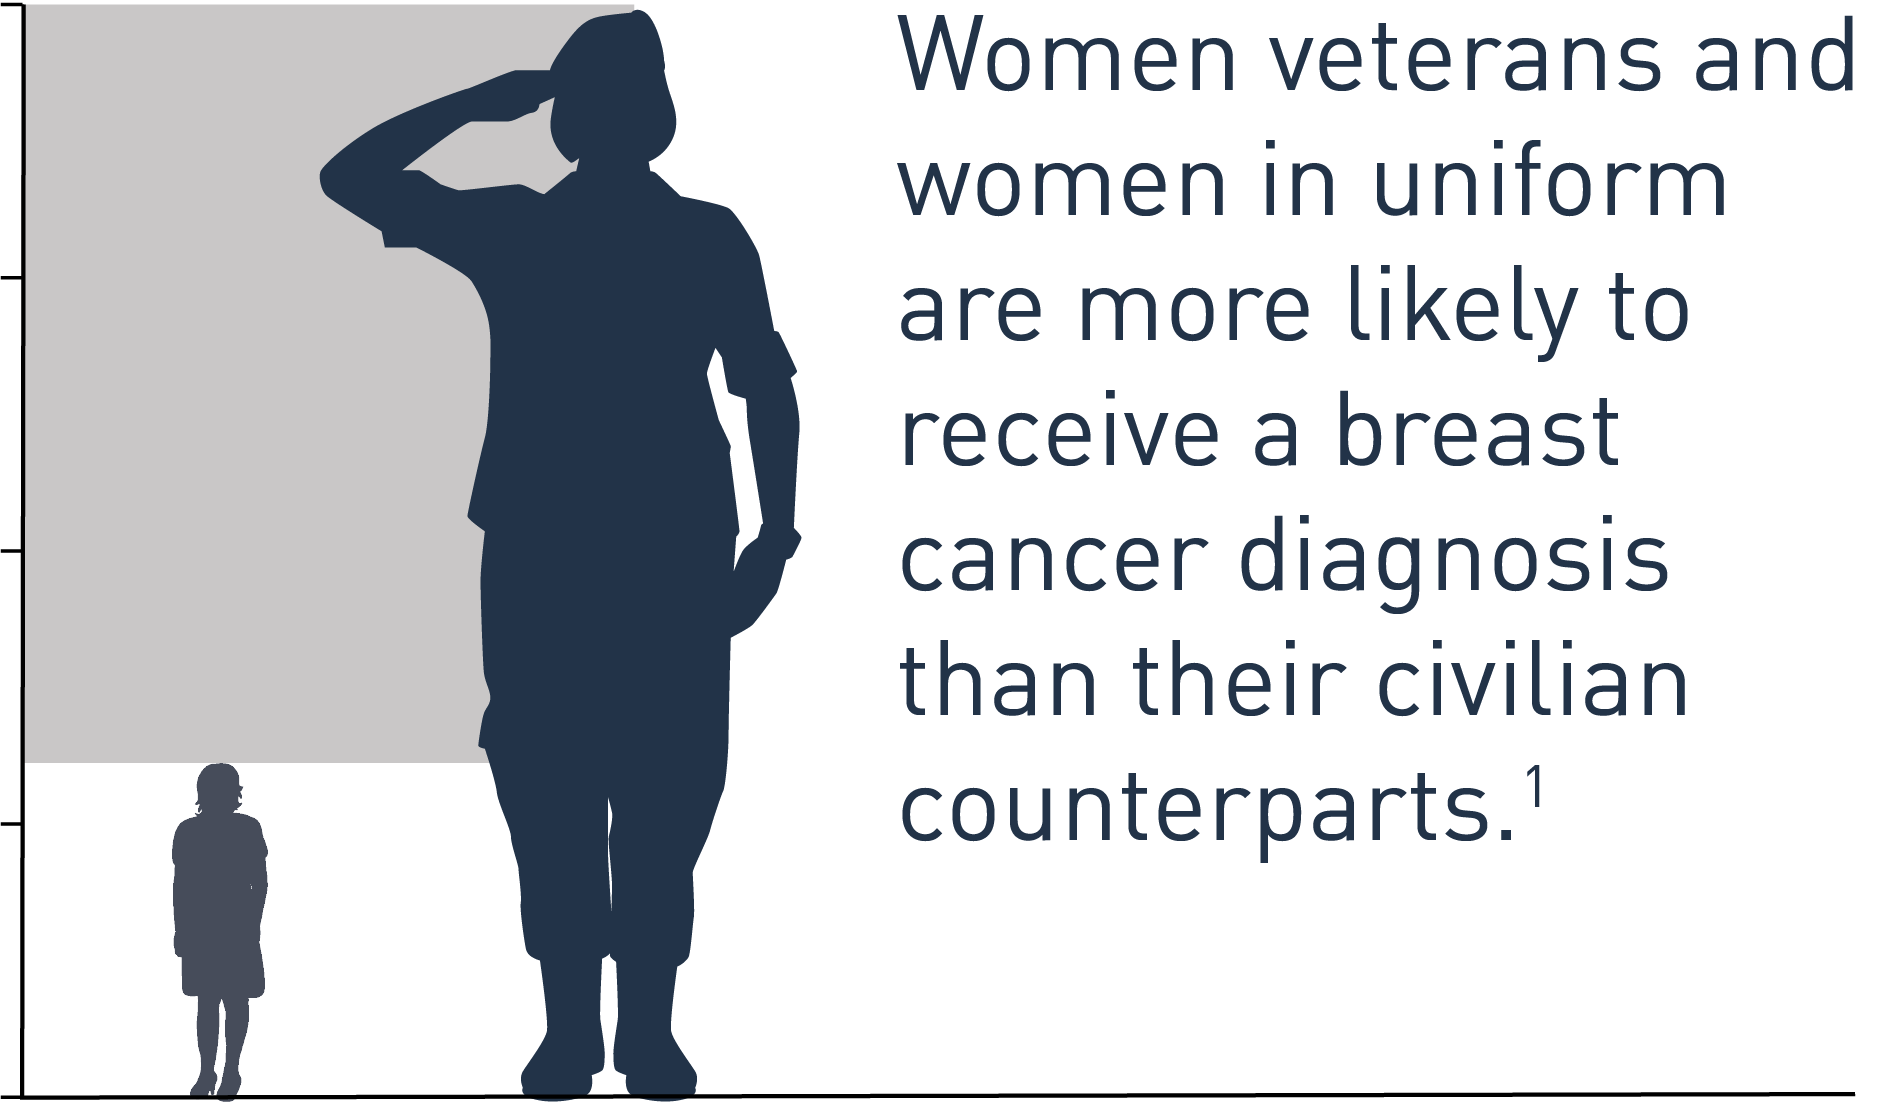 Women veterans and
women in uniform
are more likely to
receive a breast
cancer diagnosis
than their civilian
counterparts.¹